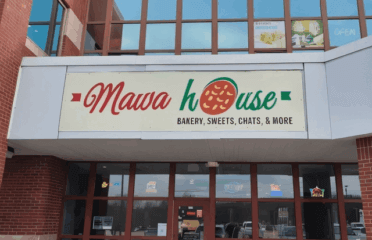 Mawa house
BAKERY, SWEETS, CHATS, & MORE